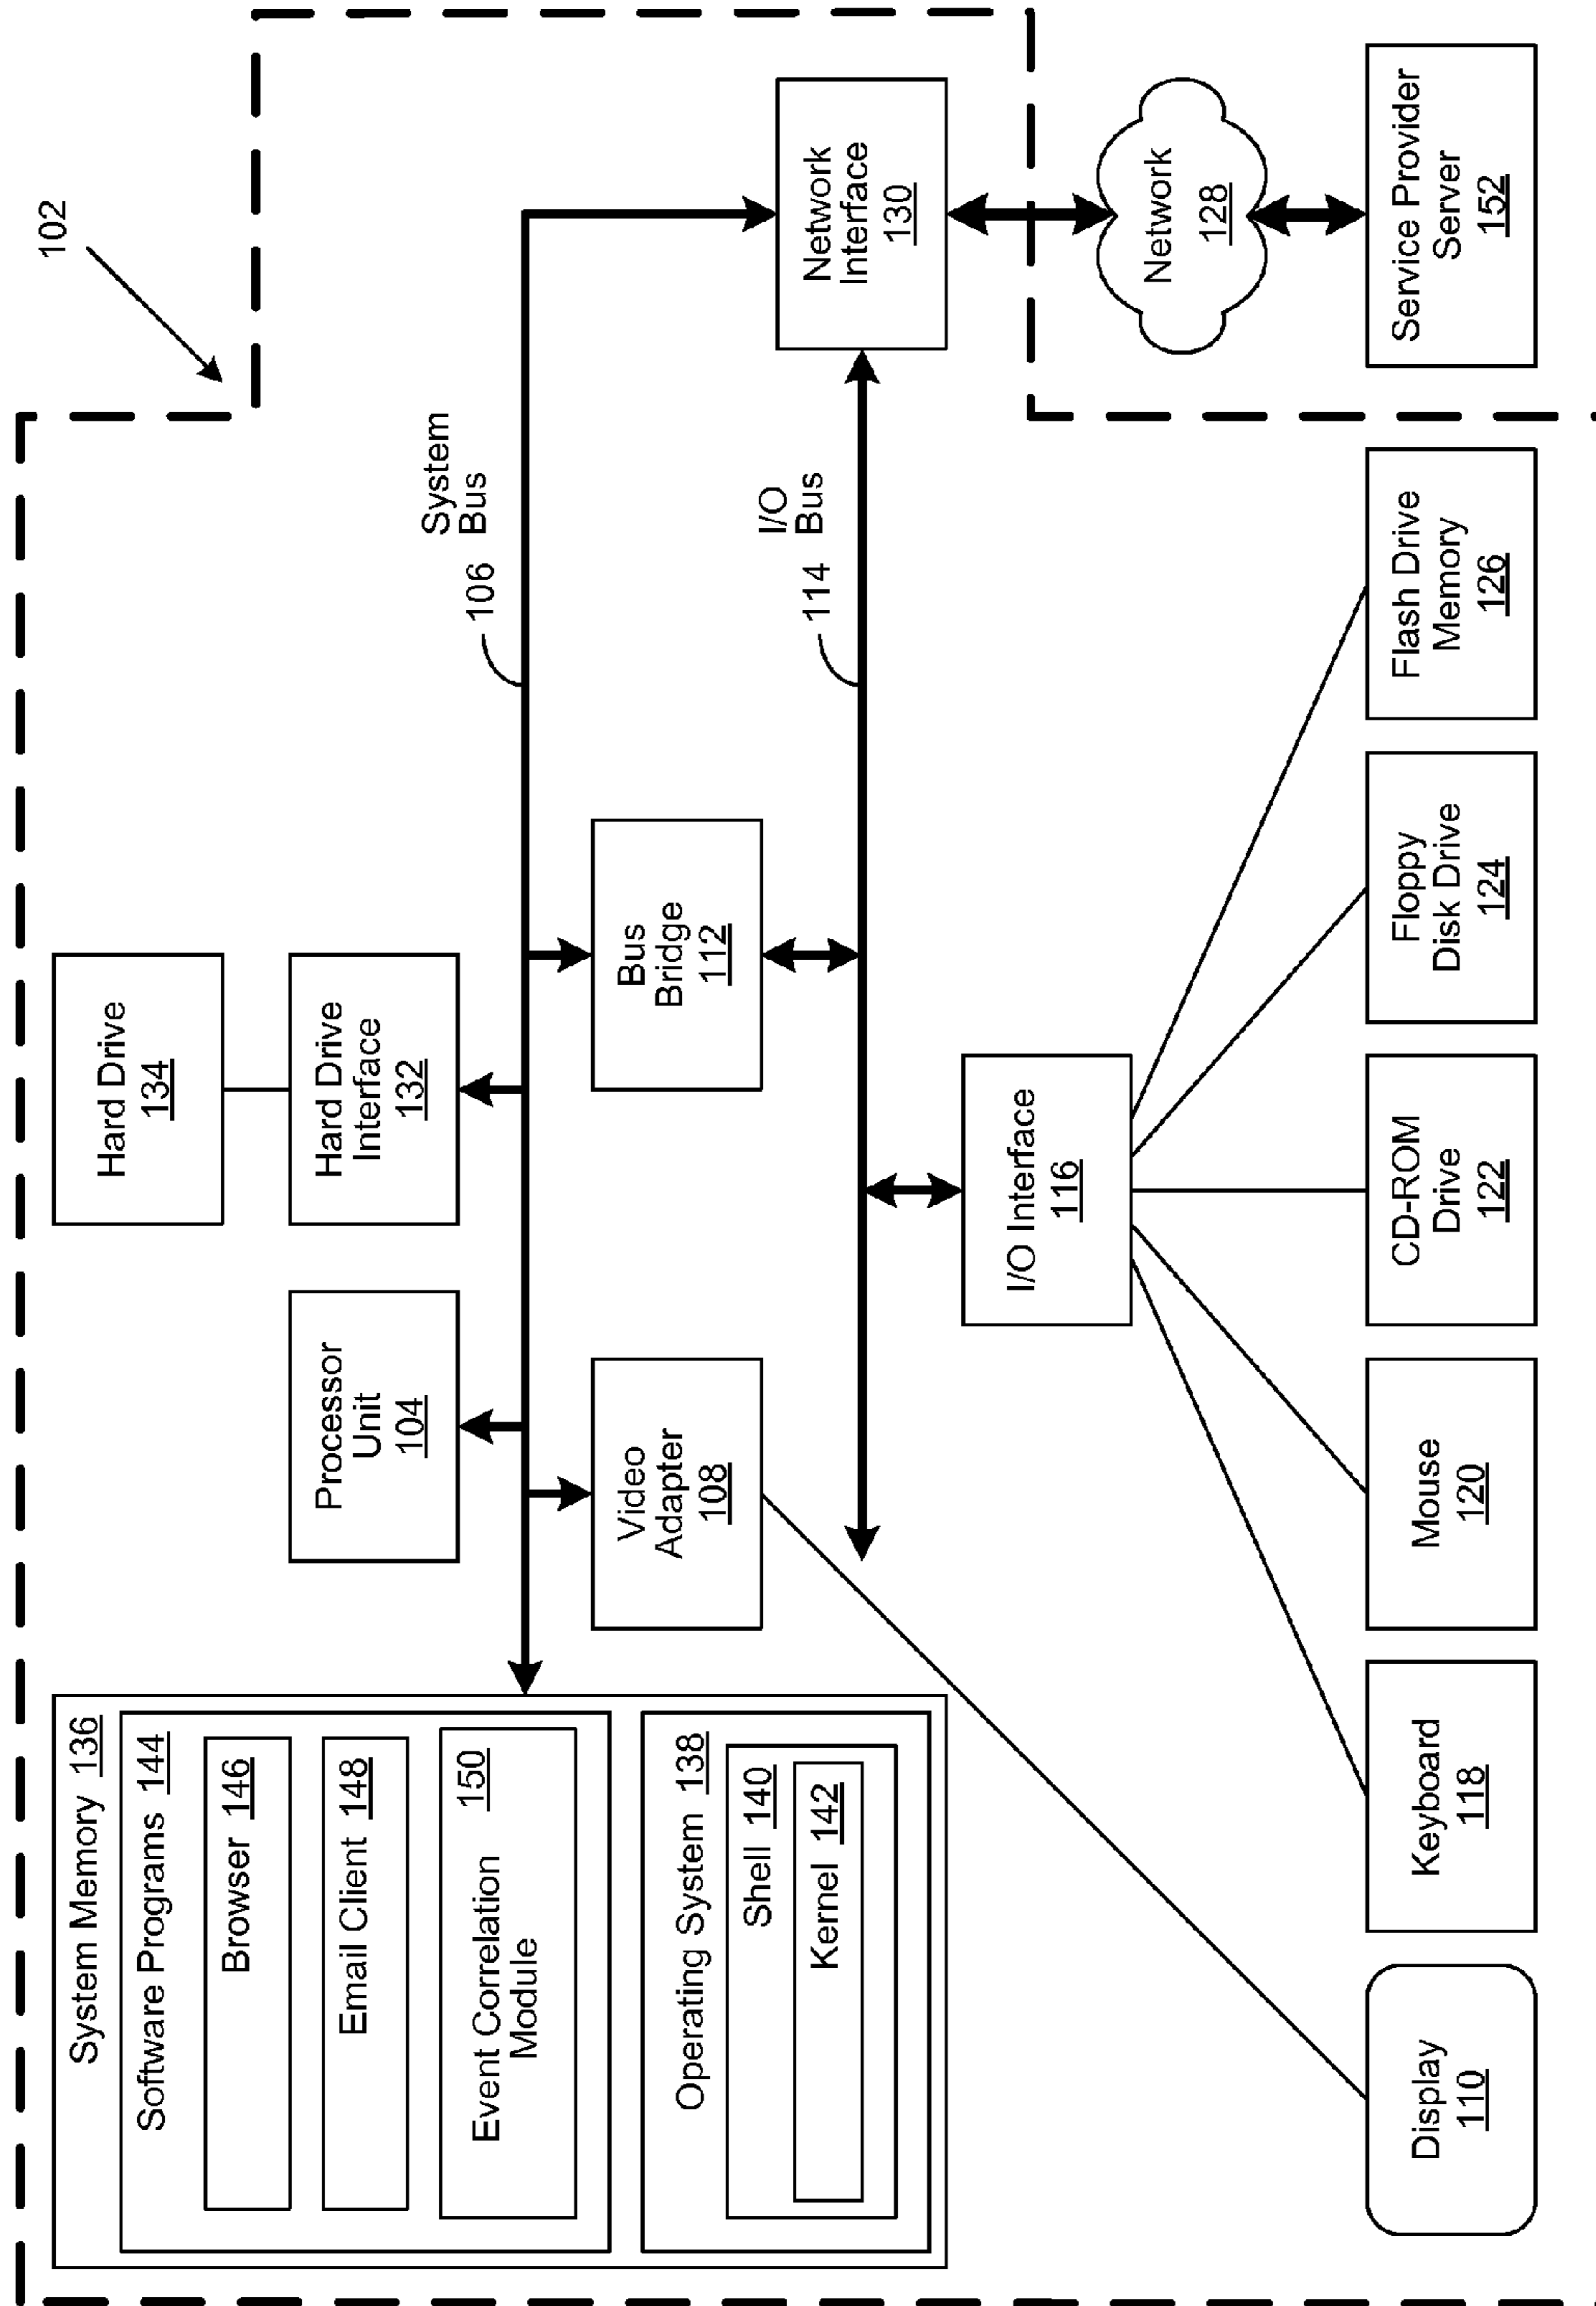 102
System Memory 136
Software Programs 144
Browser 146
Email Client 148
Event Correlation
Module
150
Operating System 138
Shell 140
Kernel 142
Hard Drive
134
Processor
Unit
104
Hard Drive
Interface
132
106
System
Bus
Video
Adapter
108
Bus
Bridge
112
114
I/O
Bus
Network
Interface
130
I/O Interface
116
Network
128
Display
110
Keyboard
118
Mouse
120
CD-ROM
Drive
122
Floppy
Disk Drive
124
Flash Drive
Memory
126
Service Provider
Server
152